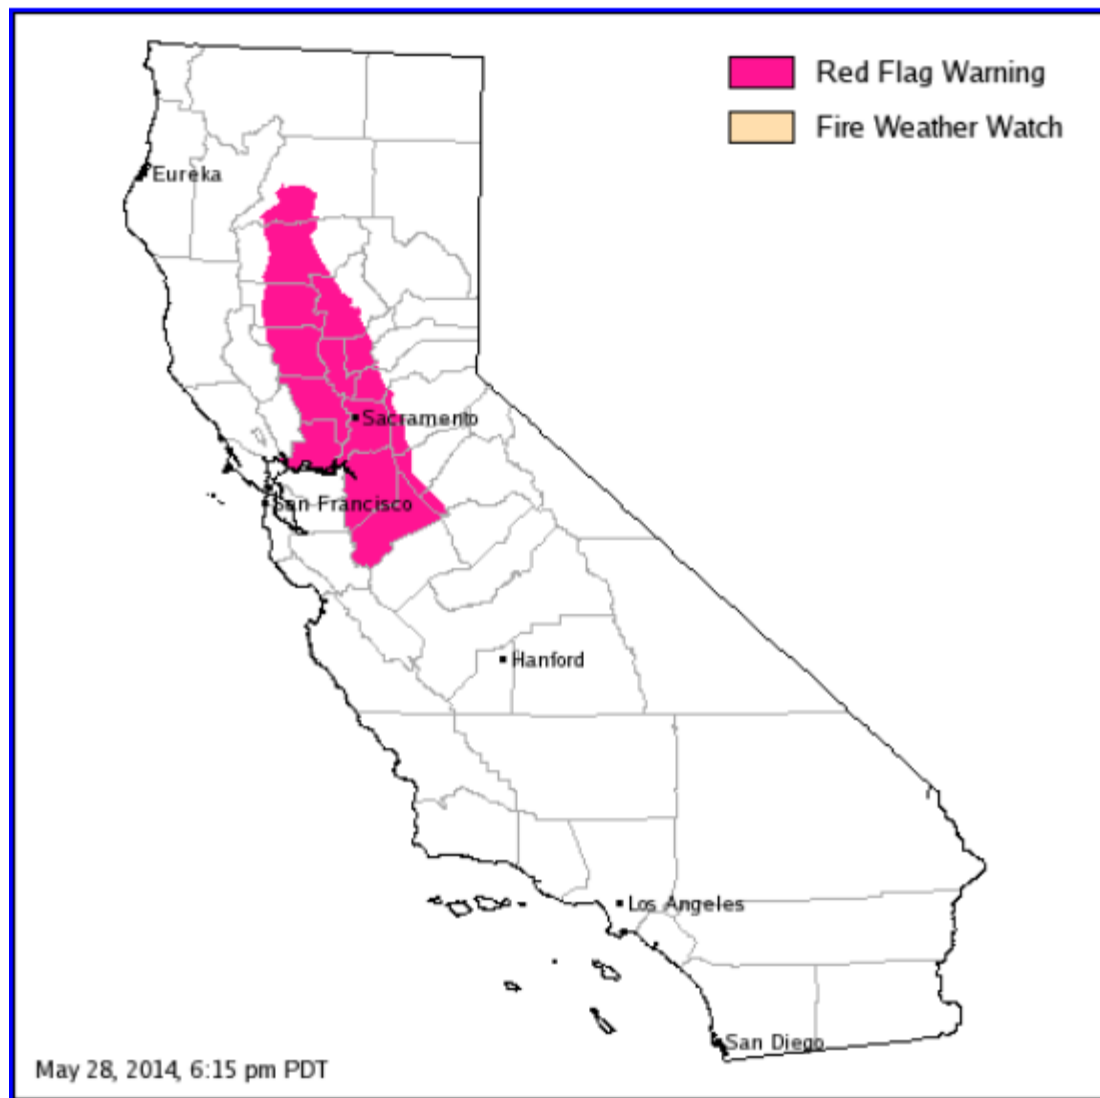 Red Flag Warning
Fire Weather Watch
Eureka
Sacramento
San Francisco
Hanford
Los Angeles
San Diego
May 28, 2014, 6:15 pm PDT